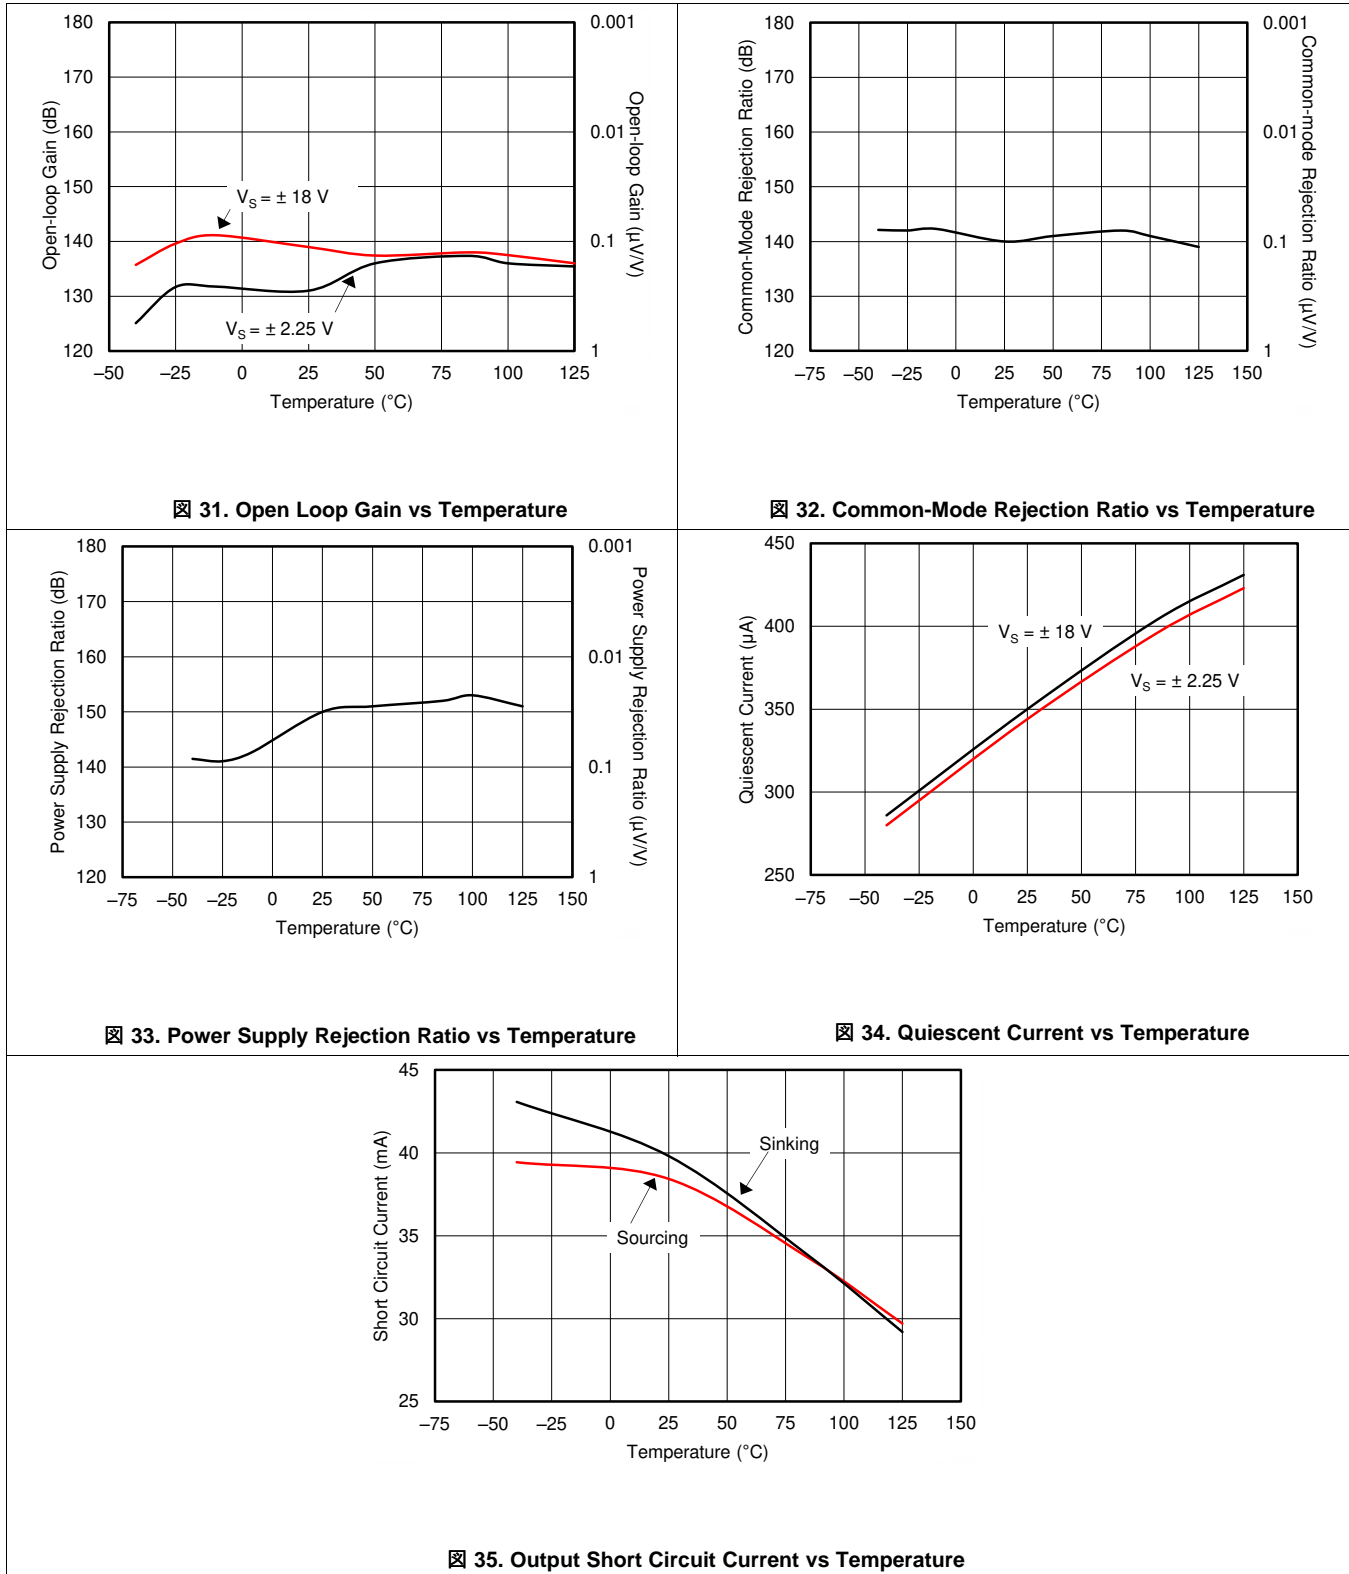 180
170
160
150
140
130
120
0.001
0.01
0.1
1
Open-loop Gain (dB)
Open-loop Gain (µV/V)
V_S = ± 18 V
V_S = ± 2.25 V
–50 –25 0 25 50 75 100 125
Temperature (°C)
図 31. Open Loop Gain vs Temperature
180
170
160
150
140
130
120
0.001
0.01
0.1
1
Common-Mode Rejection Ratio (dB)
Common-mode Rejection Ratio (µV/V)
–75 –50 –25 0 25 50 75 100 125 150
Temperature (°C)
図 32. Common-Mode Rejection Ratio vs Temperature
180
170
160
150
140
130
120
0.001
0.01
0.1
1
Power Supply Rejection Ratio (dB)
Power Supply Rejection Ratio (µV/V)
–75 –50 –25 0 25 50 75 100 125 150
Temperature (°C)
図 33. Power Supply Rejection Ratio vs Temperature
450
400
350
300
250
Quiescent Current (µA)
V_S = ± 18 V
V_S = ± 2.25 V
–75 –50 –25 0 25 50 75 100 125 150
Temperature (°C)
図 34. Quiescent Current vs Temperature
45
40
35
30
25
Short Circuit Current (mA)
Sinking
Sourcing
–75 –50 –25 0 25 50 75 100 125 150
Temperature (°C)
図 35. Output Short Circuit Current vs Temperature